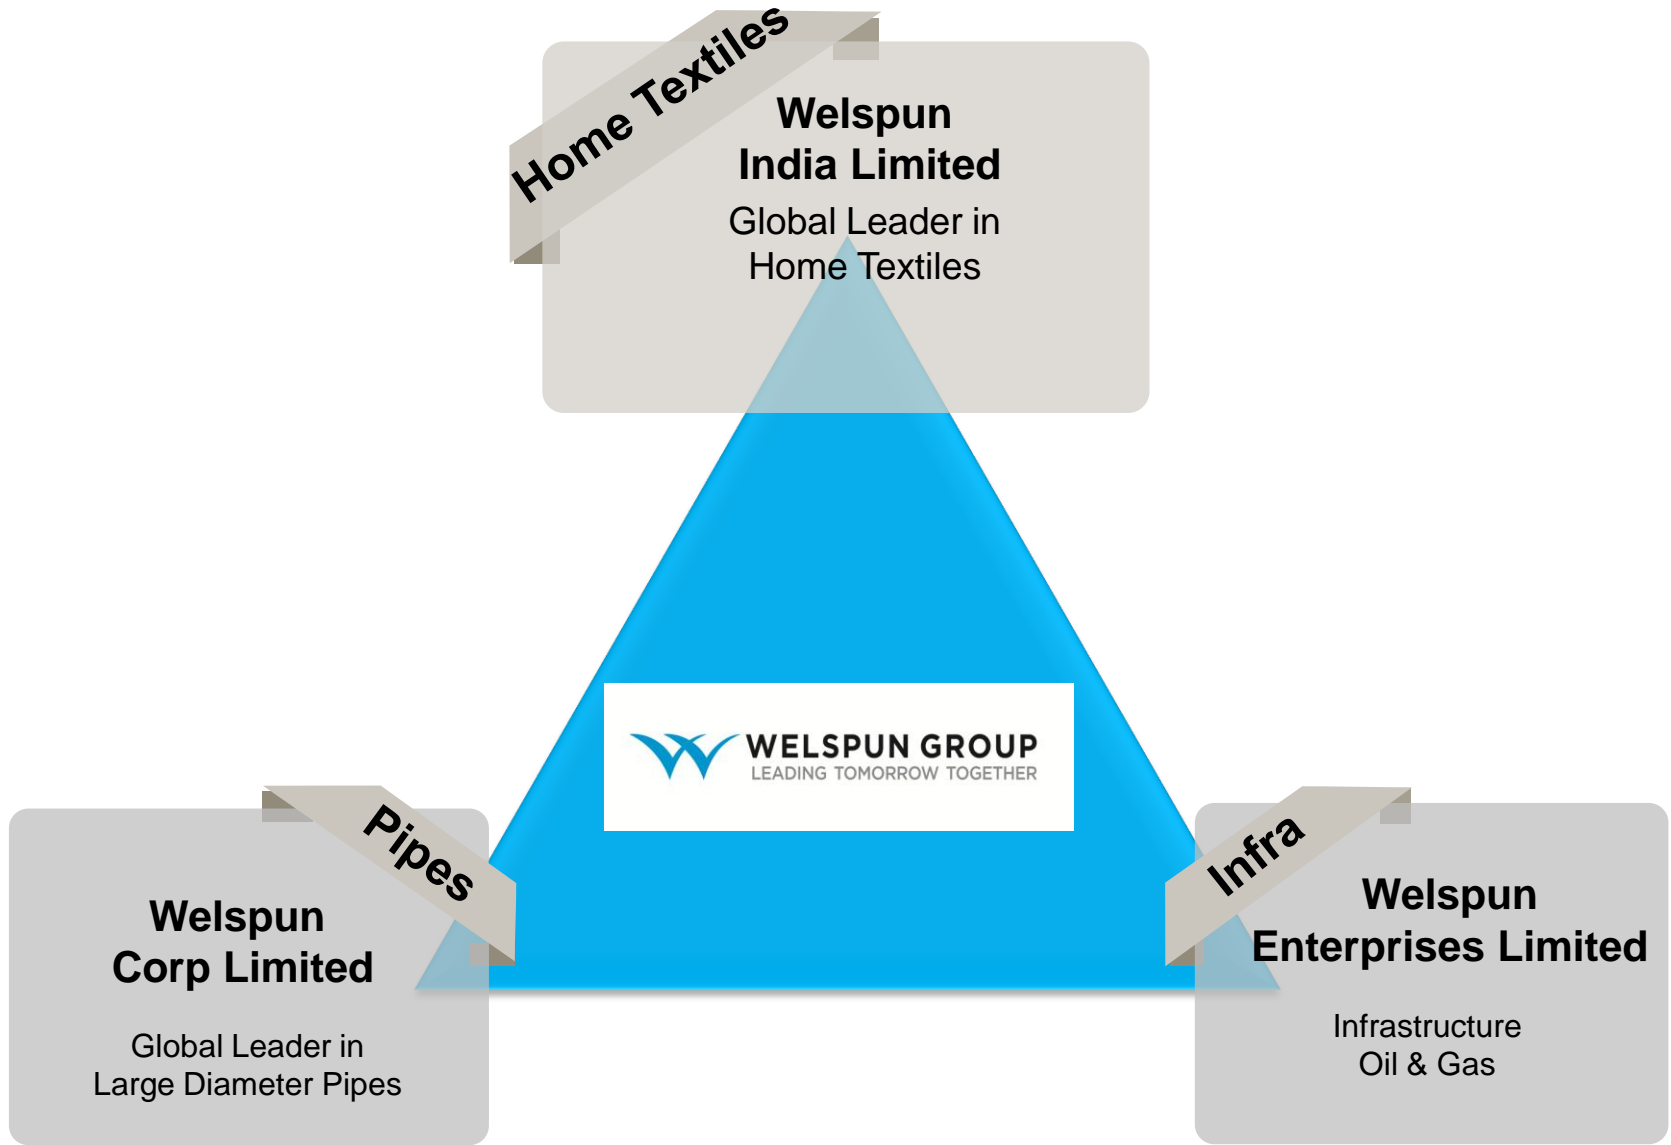 Home Textiles
Welspun
India Limited
Global Leader in
Home Textiles
WELSPUN GROUP
LEADING TOMORROW TOGETHER
Pipes
Welspun
Corp Limited
Global Leader in
Large Diameter Pipes
Infra
Welspun
Enterprises Limited
Infrastructure
Oil & Gas